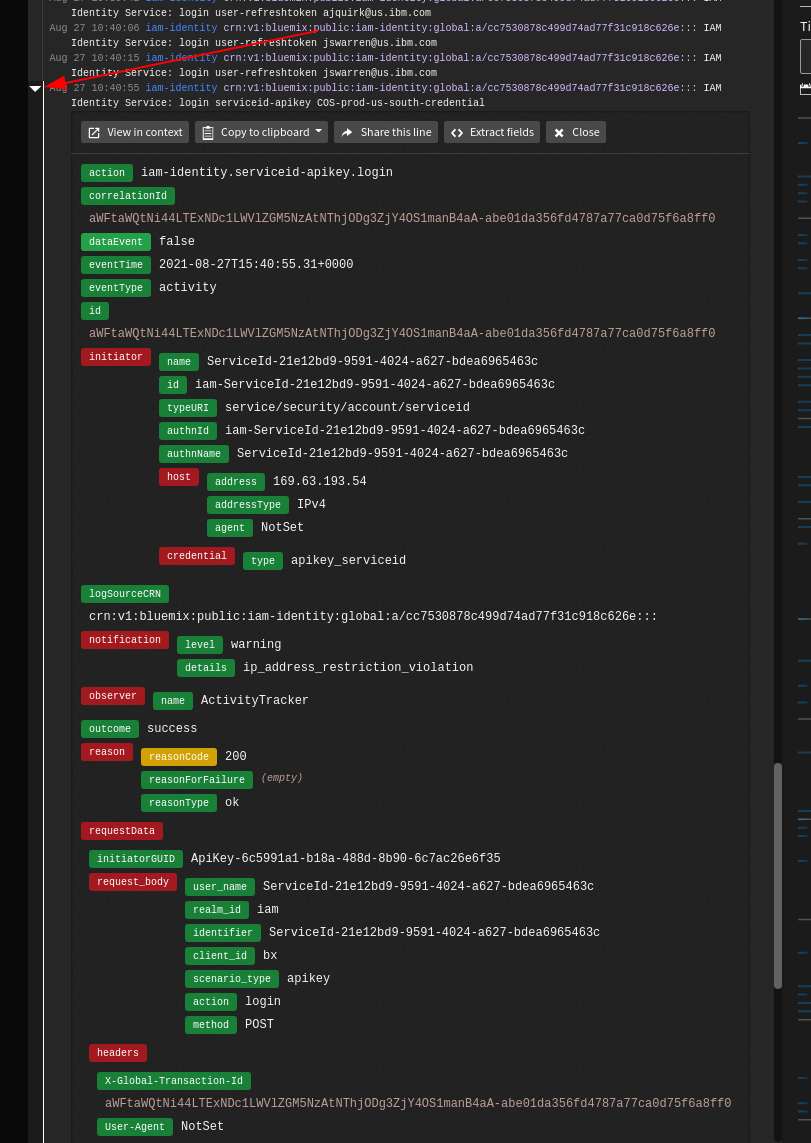 Identity Service: login user-refreshtoken ajquirk@us.ibm.com
Aug 27 10:40:06 iam-identity crn:v1:bluemix:public:iam-identity:global:a/cc7530878c499d74ad77f31c918c626e::: IAM
Identity Service: login user-refreshtoken jswarren@us.ibm.com
Aug 27 10:40:15 iam-identity crn:v1:bluemix:public:iam-identity:global:a/cc7530878c499d74ad77f31c918c626e::: IAM
Identity Service: login user-refreshtoken jswarren@us.ibm.com
Aug 27 10:40:55 iam-identity crn:v1:bluemix:public:iam-identity:global:a/cc7530878c499d74ad77f31c918c626e::: IAM
Identity Service: login serviceid-apikey COS-prod-us-south-credential
View in context Copy to clipboard Share this line Extract fields Close
action iam-identity.serviceid-apikey.login
correlationId
aWFtaWQtNi44LTExNDc1LWVlZGM5NzAtNThjODg3ZjY4OS1manB4aA-abe01da356fd4787a77ca0d75f6a8ff0
dataEvent false
eventTime 2021-08-27T15:40:55.31+0000
eventType activity
id
aWFtaWQtNi44LTExNDc1LWVlZGM5NzAtNThjODg3ZjY4OS1manB4aA-abe01da356fd4787a77ca0d75f6a8ff0
initiator name ServiceId-21e12bd9-9591-4024-a627-bdea6965463c
id iam-ServiceId-21e12bd9-9591-4024-a627-bdea6965463c
typeURI service/security/account/serviceid
authnId iam-ServiceId-21e12bd9-9591-4024-a627-bdea6965463c
authnName ServiceId-21e12bd9-9591-4024-a627-bdea6965463c
host address 169.63.193.54
addressType IPv4
agent NotSet
credential type apikey_serviceid
logSourceCRN
crn:v1:bluemix:public:iam-identity:global:a/cc7530878c499d74ad77f31c918c626e:::
notification level warning
details ip_address_restriction_violation
observer name ActivityTracker
outcome success
reason reasonCode 200
reasonForFailure (empty)
reasonType ok
requestData
initiatorGUID ApiKey-6c5991a1-b18a-488d-8b90-6c7ac26e6f35
request_body user_name ServiceId-21e12bd9-9591-4024-a627-bdea6965463c
realm_id iam
identifier ServiceId-21e12bd9-9591-4024-a627-bdea6965463c
client_id bx
scenario_type apikey
action login
method POST
headers
X-Global-Transaction-Id
aWFtaWQtNi44LTExNDc1LWVlZGM5NzAtNThjODg3ZjY4OS1manB4aA-abe01da356fd4787a77ca0d75f6a8ff0
User-Agent NotSet